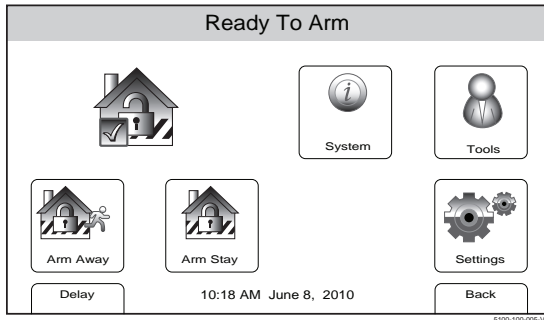 Ready To Arm
System
Tools
Arm Away
Arm Stay
Settings
Delay
10:18 AM June 8, 2010
Back